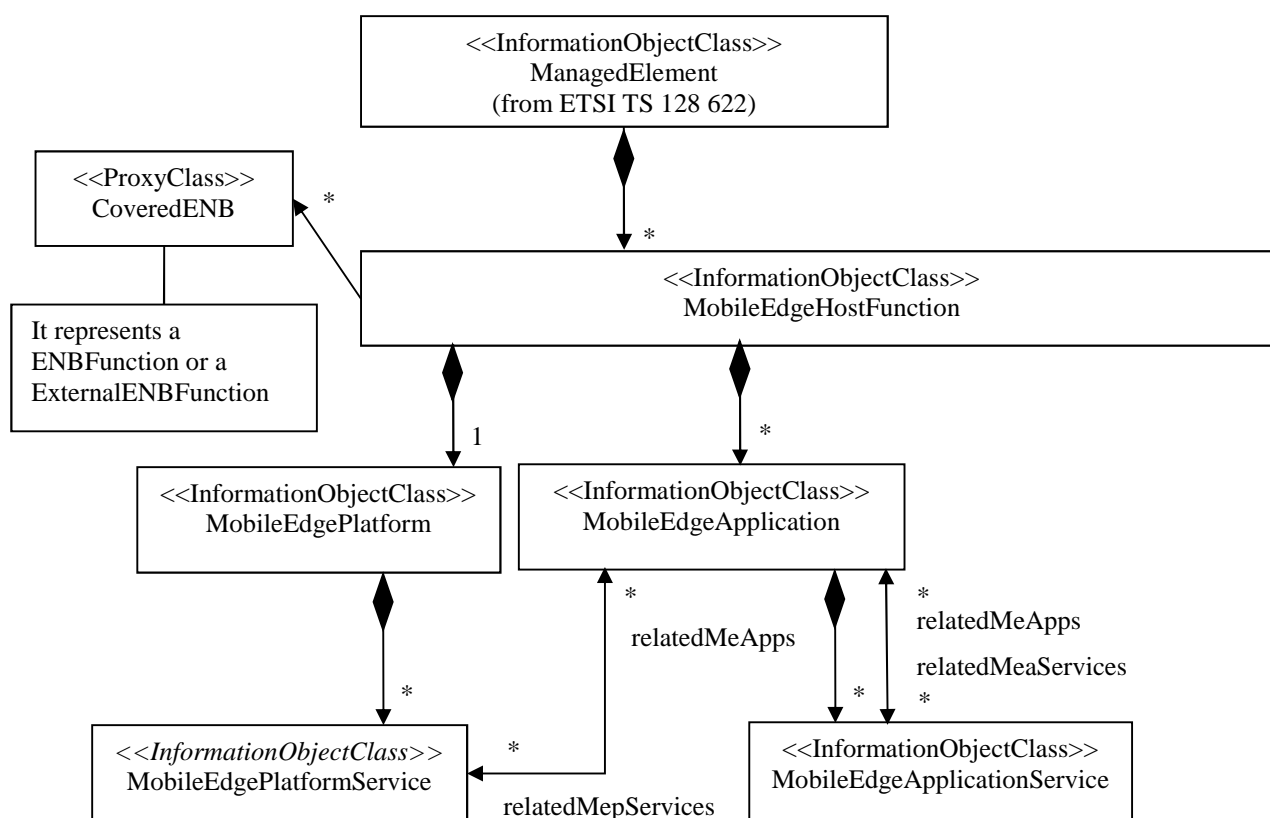 <<InformationObjectClass>>
ManagedElement
(from ETSI TS 128 622)
<<ProxyClass>>
CoveredENB
*
*
<<InformationObjectClass>>
MobileEdgeHostFunction
It represents a
ENBFunction or a
ExternalENBFunction
1
*
<<InformationObjectClass>>
MobileEdgePlatform
<<InformationObjectClass>>
MobileEdgeApplication
*
relatedMeApps
*
relatedMeApps
relatedMeaServices
*
*
*
<<InformationObjectClass>>
MobileEdgePlatformService
*
relatedMepServices
<<InformationObjectClass>>
MobileEdgeApplicationService